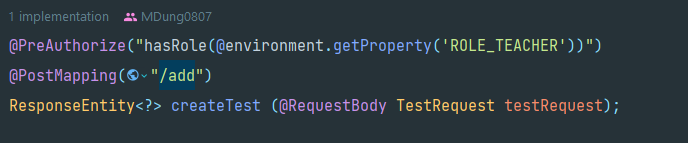 1 implementation MDung0807
@PreAuthorize("hasRole(@environment.getProperty('ROLE_TEACHER'))")
@PostMapping("/add")
ResponseEntity<?> createTest (@RequestBody TestRequest testRequest);